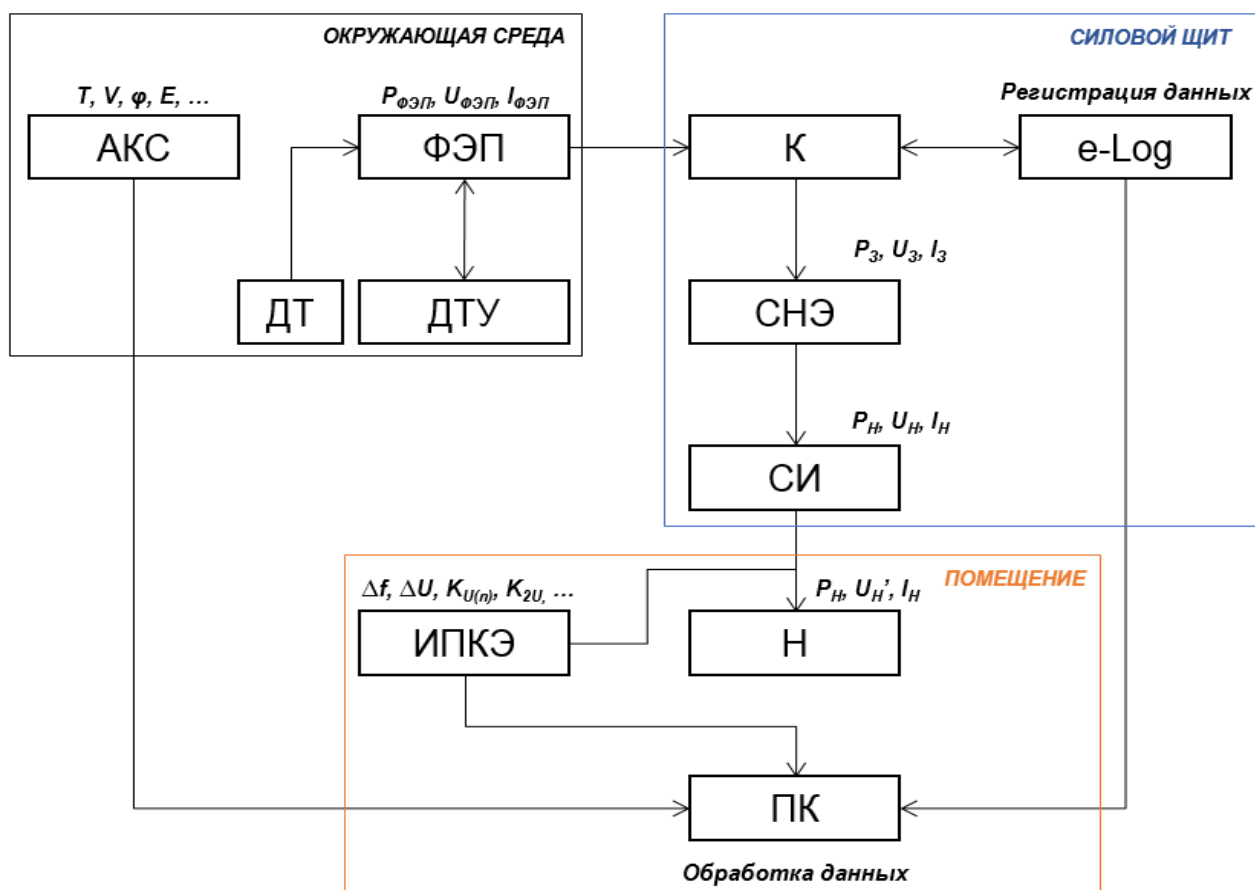 ОКРУЖАЮЩАЯ СРЕДА
T, V, φ, E, ...
АКС
PФЭП, UФЭП, IФЭП
ФЭП
ДТ
ДТУ
СИЛОВОЙ ЩИТ
Регистрация данных
К
e-Log
PЗ, UЗ, IЗ
СНЭ
PН, UН, IН
СИ
ПОМЕЩЕНИЕ
Δf, ΔU, KU(n), K2U, ...
ИПКЭ
PН, UН’, IН
Н
ПК
Обработка данных